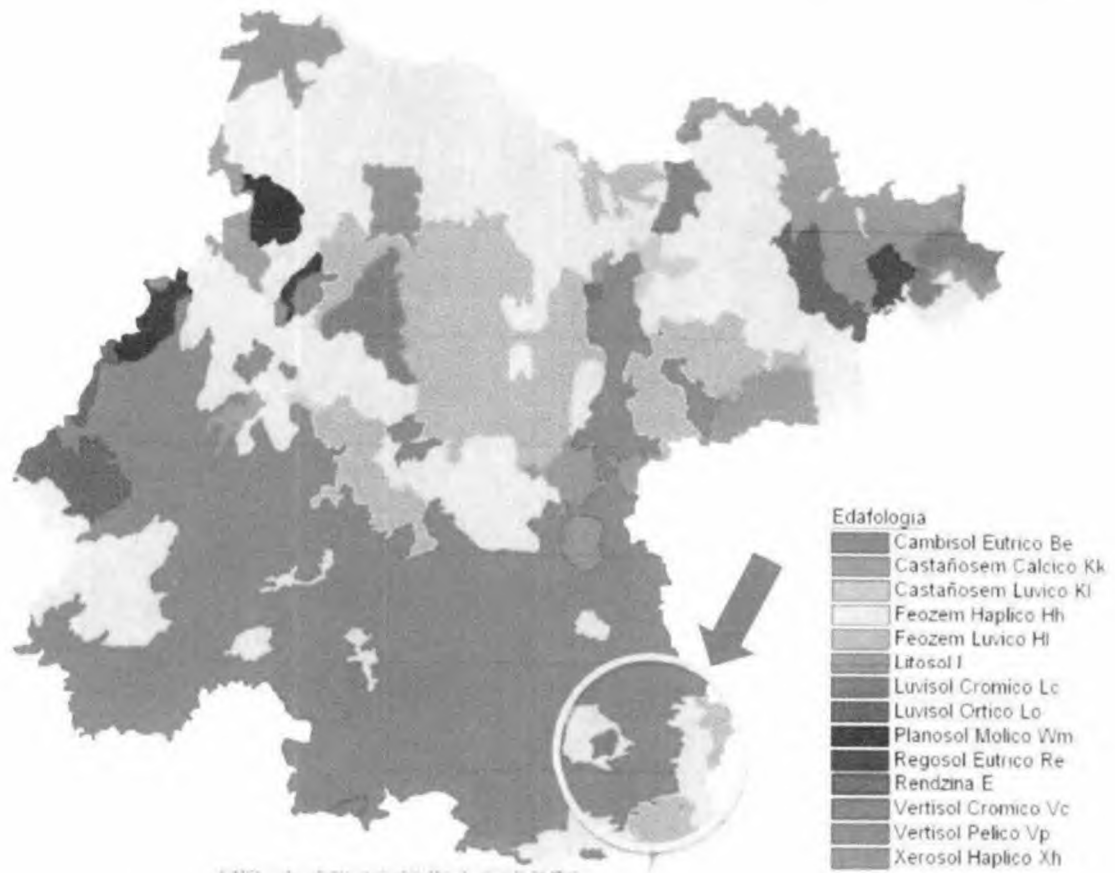 Edafologia
Cambisol Eutrico Be
Castañosem Calcico Kk
Castañosem Luvico Kl
Feozem Haplico Hh
Feozem Luvico Hl
Litosol I
Luvisol Cromico Lc
Luvisol Ortico Lo
Planosol Molico Wm
Regosol Eutrico Re
Rendzina E
Vertisol Cromico Vc
Vertisol Pelico Vp
Xerosol Haplico Xh